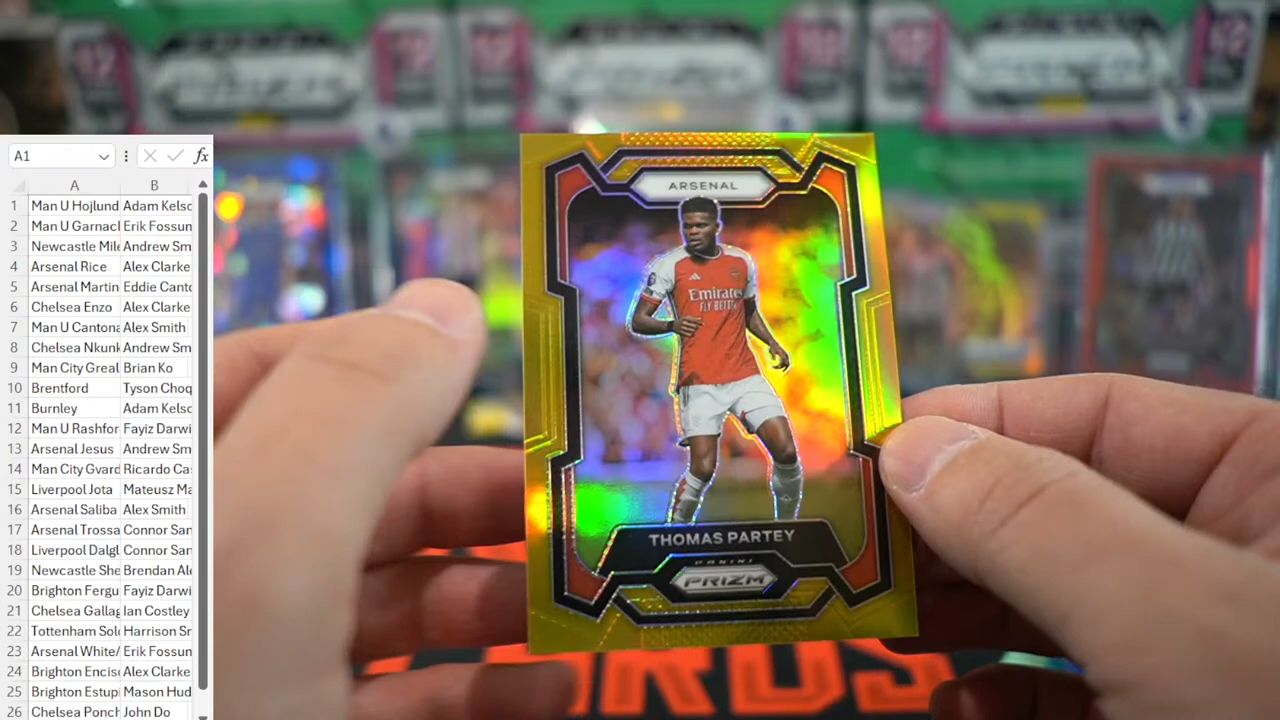 A1
fx
A B
1 Man U Hojlund Adam Kelso
2 Man U Garnacl Erik Fossun
3 Newcastle Mile Andrew Sm
4 Arsenal Rice Alex Clarke
5 Arsenal Martin Eddie Canto
6 Chelsea Enzo Alex Clarke
7 Man U Cantona Alex Smith
8 Chelsea Nkunk Andrew Sm
9 Man City Greal Brian Ko
10 Brentford Tyson Choq
11 Burnley Adam Kelso
12 Man U Rashfor Fayiz Darwi
13 Arsenal Jesus Andrew Sm
14 Man City Gvard Ricardo Cas
15 Liverpool Jota Mateusz Ma
16 Arsenal Saliba Alex Smith
17 Arsenal Trossa Connor San
18 Liverpool Dalgl Connor San
19 Newcastle She Brendan Ale
20 Brighton Fergu Fayiz Darwi
21 Chelsea Gallag Ian Costley
22 Tottenham Solo Harrison Sr
23 Arsenal White/ Erik Fossun
24 Brighton Encis Alex Clarke
25 Brighton Estup Mason Hud
26 Chelsea Ponch John Do
ARSENAL
Emirates
FLY BETTER
THOMAS PARTEY
PANINI
PRIZM